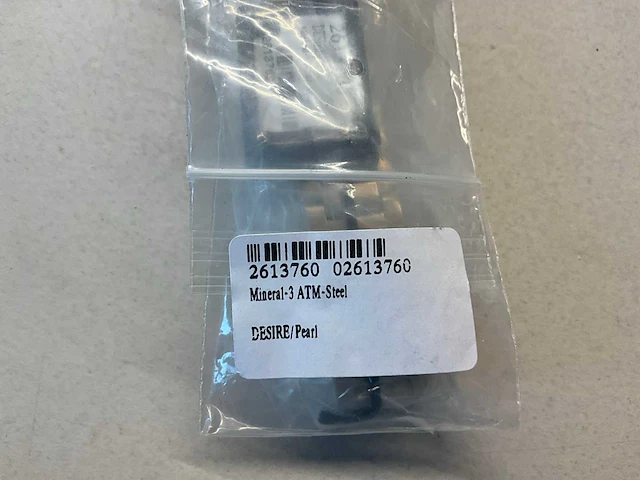 2613760 02613760
Mineral-3 ATM-Steel
DESIRE/Pearl